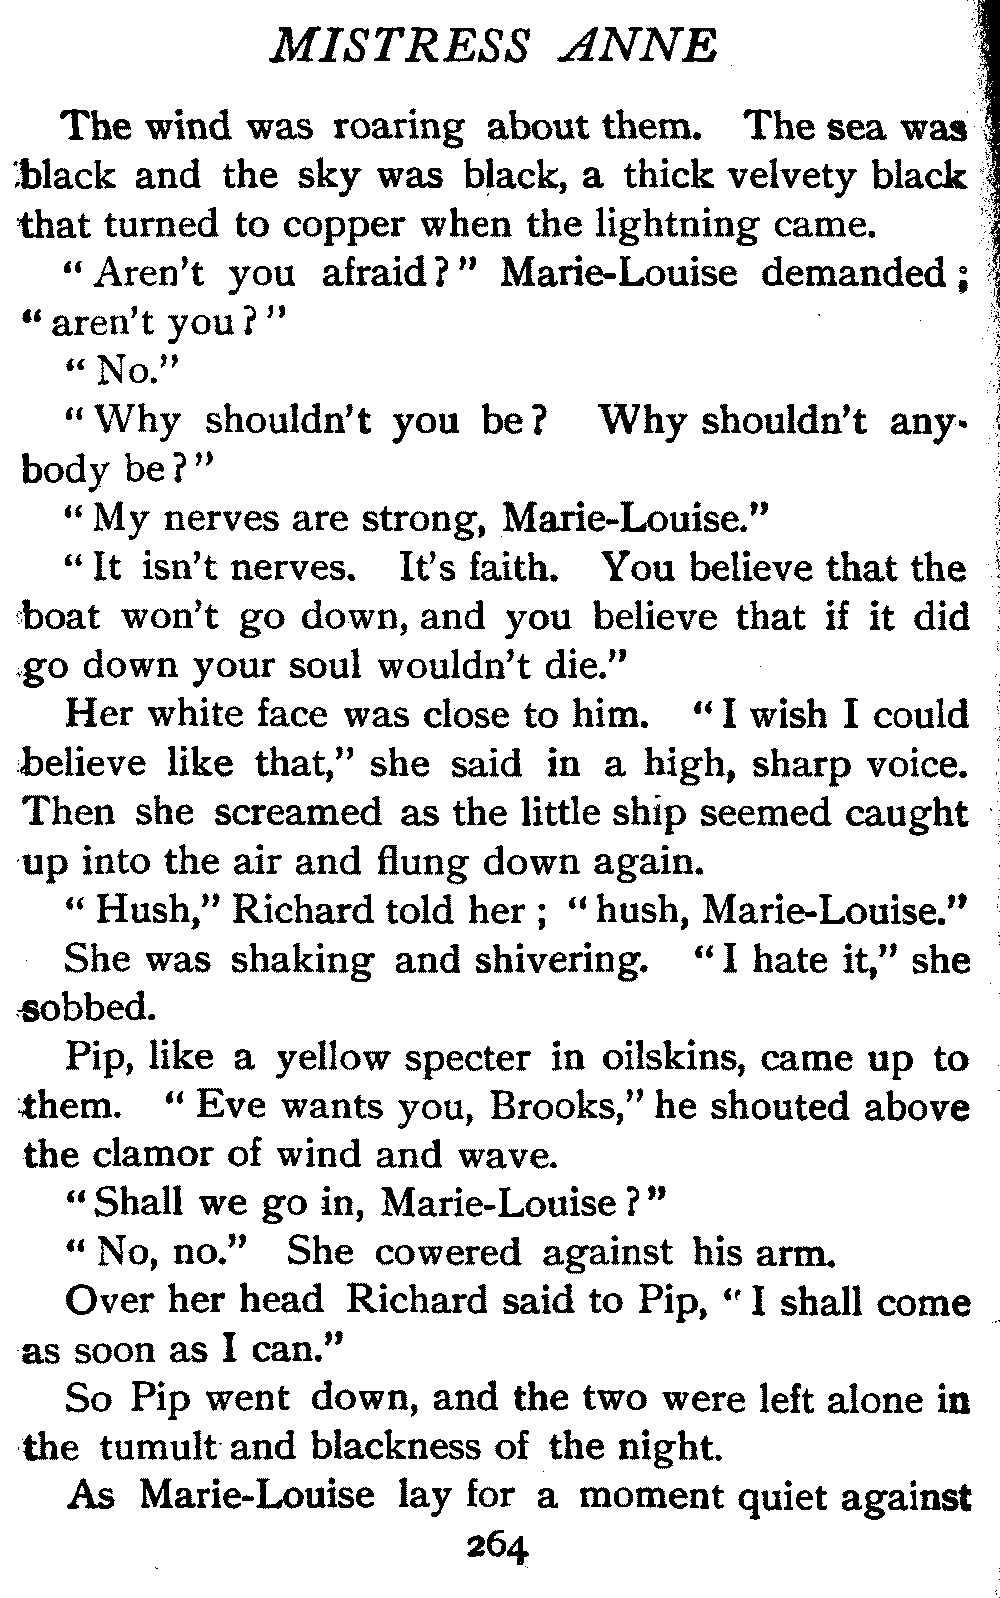 MISTRESS ANNE
The wind was roaring about them. The sea was
black and the sky was black, a thick velvety black
that turned to copper when the lightning came.
"Aren't you afraid?" Marie-Louise demanded;
"aren't you?"
"No."
"Why shouldn't you be? Why shouldn't any-
body be?"
"My nerves are strong, Marie-Louise."
"It isn't nerves. It's faith. You believe that the
boat won't go down, and you believe that if it did
go down your soul wouldn't die."
Her white face was close to him. "I wish I could
believe like that," she said in a high, sharp voice.
Then she screamed as the little ship seemed caught
up into the air and flung down again.
"Hush," Richard told her; "hush, Marie-Louise."
She was shaking and shivering. "I hate it," she
sobbed.
Pip, like a yellow specter in oilskins, came up to
them. "Eve wants you, Brooks," he shouted above
the clamor of wind and wave.
"Shall we go in, Marie-Louise?"
"No, no." She cowered against his arm.
Over her head Richard said to Pip, "I shall come
as soon as I can."
So Pip went down, and the two were left alone in
the tumult and blackness of the night.
As Marie-Louise lay for a moment quiet against
264